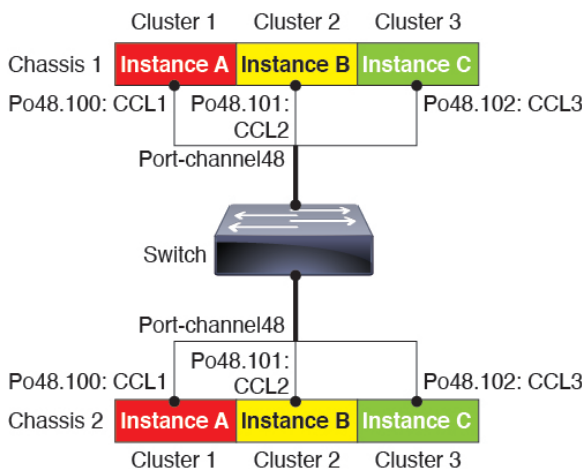 Cluster 1 Cluster 2 Cluster 3
Chassis 1 Instance A Instance B Instance C
Po48.100: CCL1 Po48.101: Po48.102: CCL3
CCL2
Port-channel48
Switch
Port-channel48
Po48.100: CCL1 Po48.101: Po48.102: CCL3
CCL2
Chassis 2 Instance A Instance B Instance C
Cluster 1 Cluster 2 Cluster 3